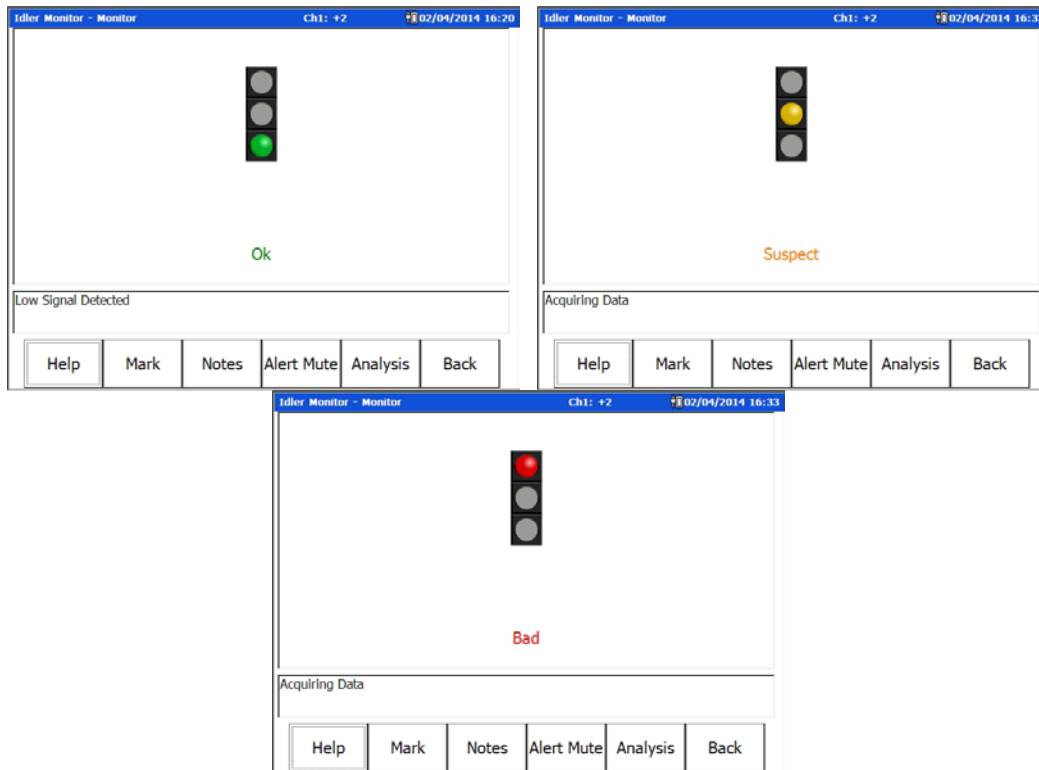 Idler Monitor - Monitor Ch1: +2 02/04/2014 16:20
Ok
Low Signal Detected
Help Mark Notes Alert Mute Analysis Back
Idler Monitor - Monitor Ch1: +2 02/04/2014 16:3
Suspect
Acquiring Data
Help Mark Notes Alert Mute Analysis Back
Idler Monitor - Monitor Ch1: +2 02/04/2014 16:33
Bad
Acquiring Data
Help Mark Notes Alert Mute Analysis Back